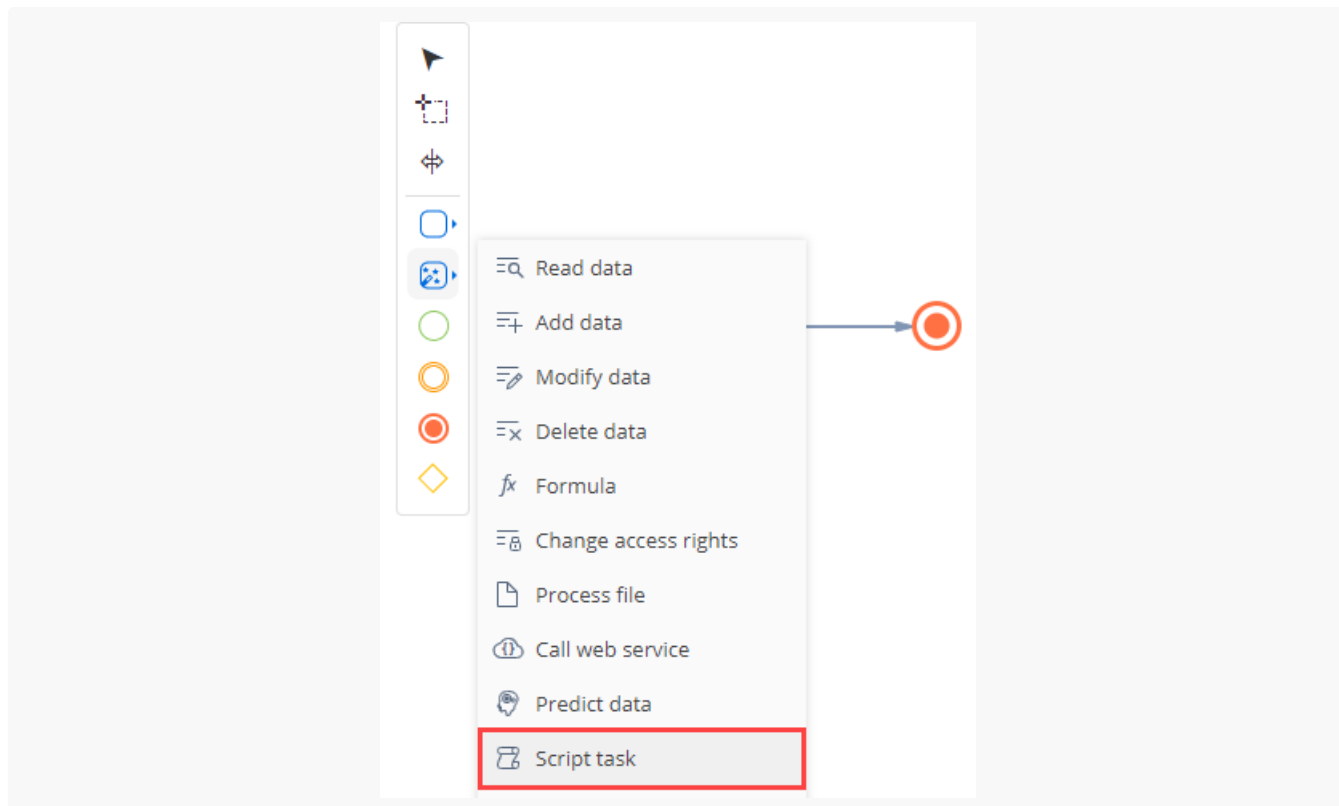 Read data
Add data
Modify data
Delete data
fx Formula
Change access rights
Process file
Call web service
Predict data
Script task